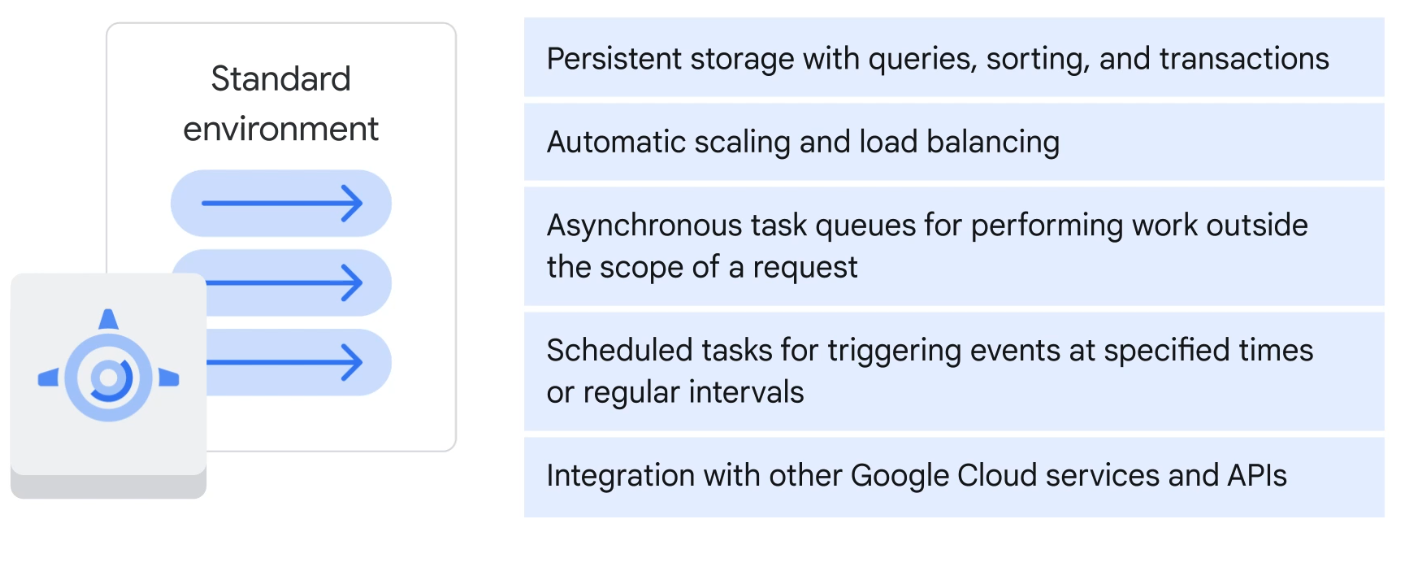 Standard
environment
Persistent storage with queries, sorting, and transactions
Automatic scaling and load balancing
Asynchronous task queues for performing work outside
the scope of a request
Scheduled tasks for triggering events at specified times
or regular intervals
Integration with other Google Cloud services and APIs